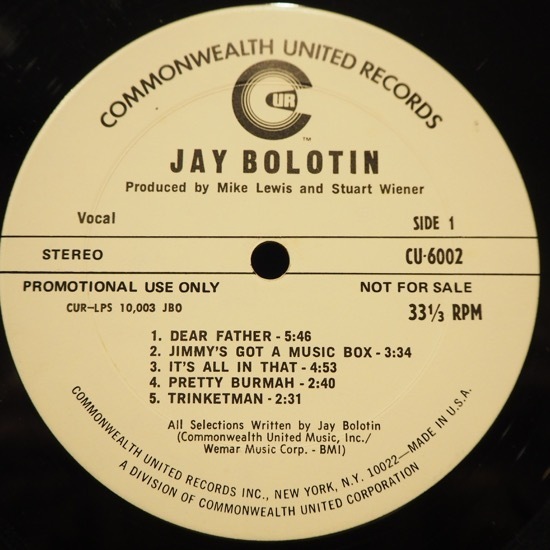 COMMONWEALTH UNITED RECORDS
CUR
™
JAY BOLOTIN
Produced by Mike Lewis and Stuart Wiener
Vocal
SIDE 1
STEREO
CU-6002
PROMOTIONAL USE ONLY
NOT FOR SALE
CUR-LPS 10,003 JBO
33⅓ RPM
1. DEAR FATHER - 5:46
2. JIMMY'S GOT A MUSIC BOX - 3:34
3. IT'S ALL IN THAT - 4:53
4. PRETTY BURMAH - 2:40
5. TRINKETMAN - 2:31
All Selections Written by Jay Bolotin
(Commonwealth United Music, Inc./
Wemar Music Corp. - BMI)
COMMONWEALTH UNITED RECORDS INC., NEW YORK, N.Y. 10022—MADE IN U.S.A.
A DIVISION OF COMMONWEALTH UNITED CORPORATION